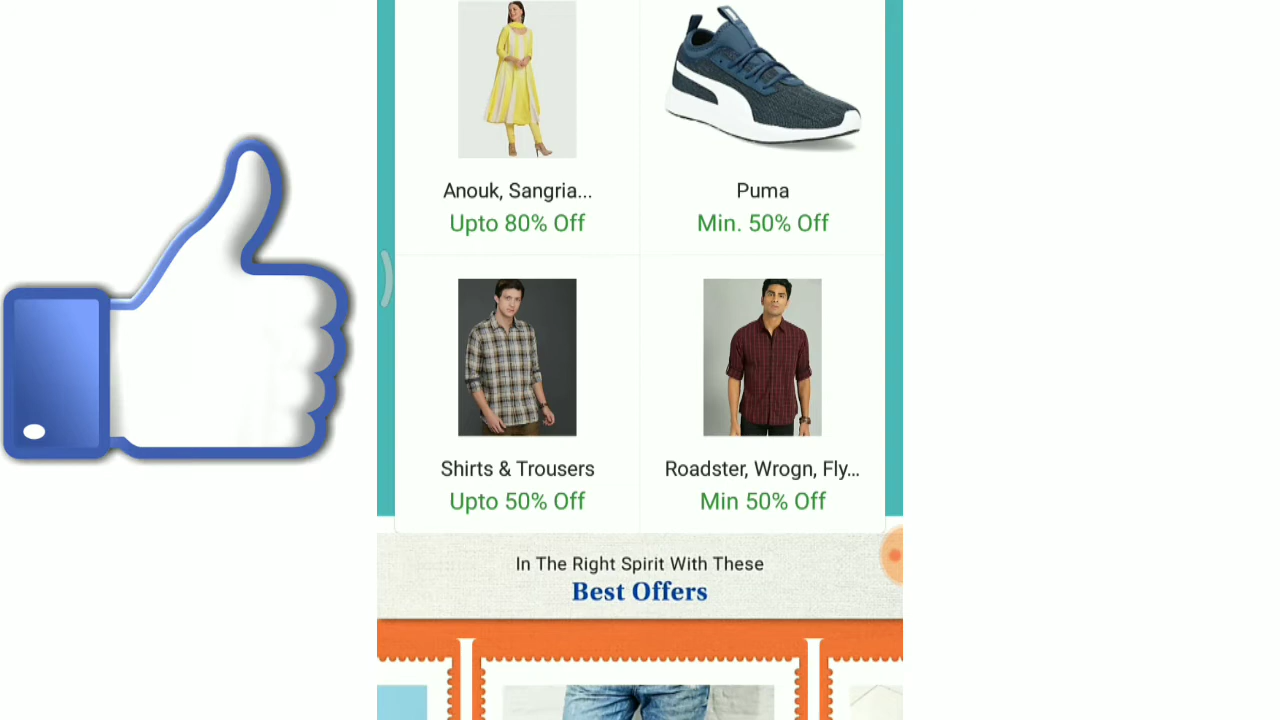 Anouk, Sangria...
Upto 80% Off
Puma
Min. 50% Off
Shirts & Trousers
Upto 50% Off
Roadster, Wrogn, Fly...
Min 50% Off
In The Right Spirit With These
Best Offers